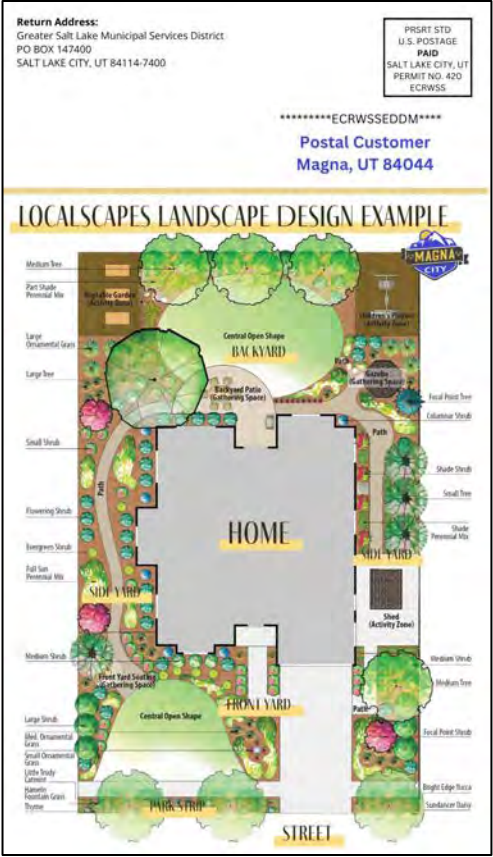 Return Address:
Greater Salt Lake Municipal Services District
PO BOX 147400
SALT LAKE CITY, UT 84114-7400
PRSRT STD
U.S. POSTAGE
PAID
SALT LAKE CITY, UT
PERMIT NO. 420
ECRWSS
*********ECRWSSEDDM****
Postal Customer
Magna, UT 84044
LOCALSCAPES LANDSCAPE DESIGN EXAMPLE
MAGNA
CITY
Medium Tree
Part Shade
Perennial Mix
Vegetable Garden
(Activity Zone)
Children's Playset
(Activity Zone)
Large
Ornamental Grass
Large Tree
Central Open Shape
BACKYARD
Path
Gazebo
(Gathering Space)
Backyard Patio
(Gathering Space)
Focal Point Tree
Columnar Shrub
Path
Small Shrub
Shade Shrub
Small Tree
Path
Flowering Shrub
HOME
Shade
Perennial Mix
Evergreen Shrub
SIDE YARD
Full Sun
Perennial Mix
SIDE YARD
Shed
(Activity Zone)
Medium Shrub
Medium Shrub
Front Yard Seating
(Gathering Space)
Medium Tree
FRONT YARD
Path
Large Shrub
Central Open Shape
Focal Point Shrub
Med. Ornamental
Grass
Small Ornamental
Grass
Little Trudy
Catmint
Hameln
Fountain Grass
Thyme
Bright Edge Yucca
Sundancer Daisy
PARK STRIP
STREET